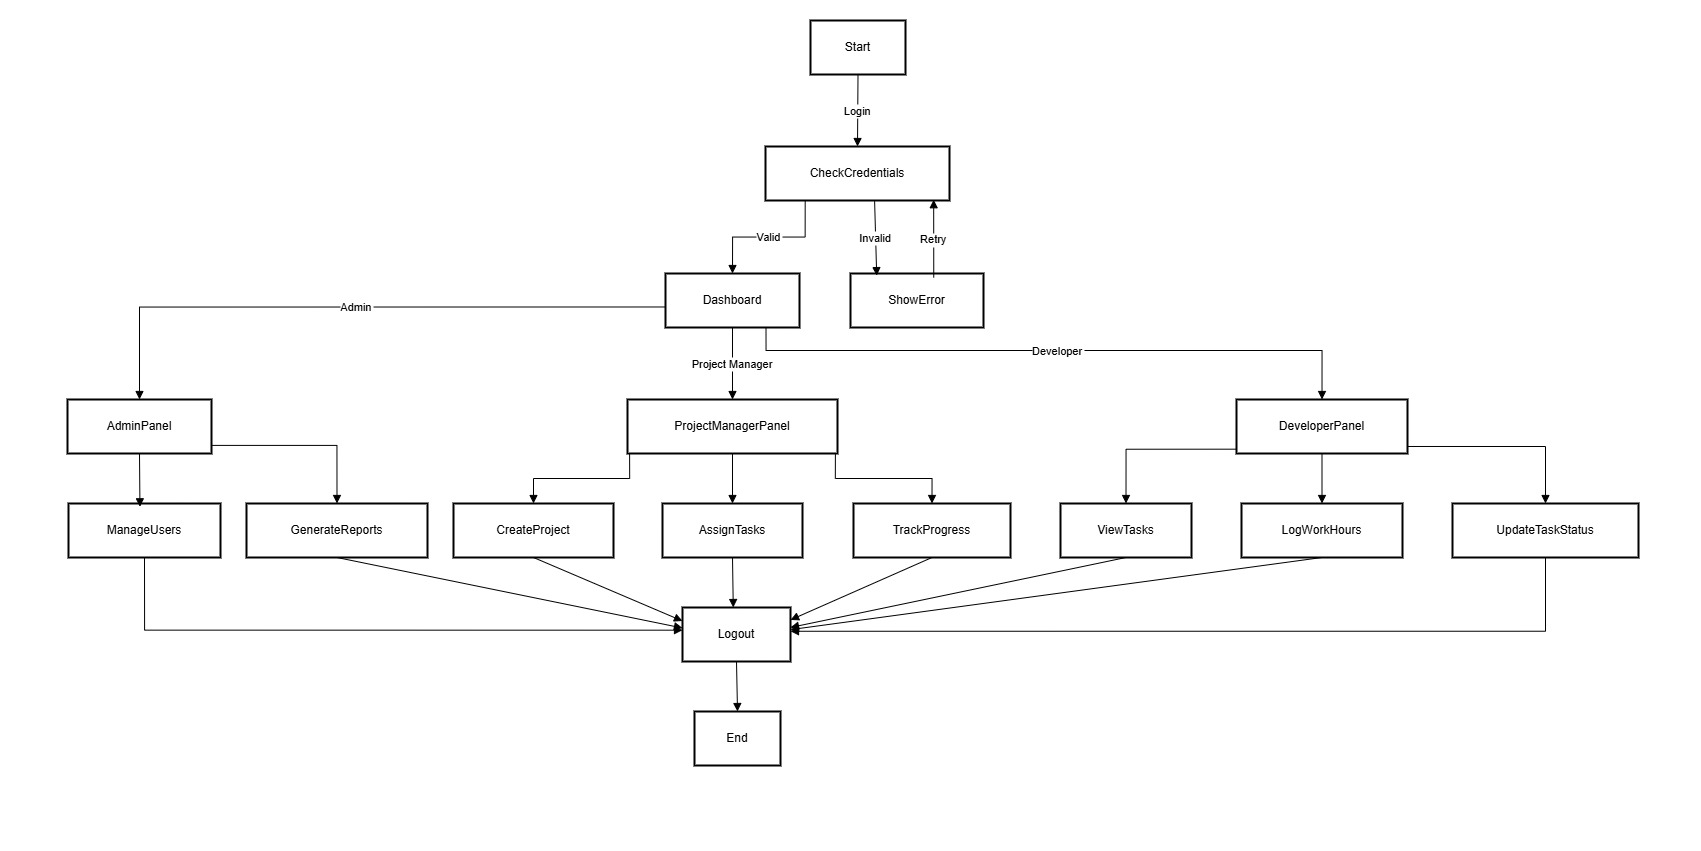 Start
Login
CheckCredentials
Valid
Invalid
Retry
Dashboard
ShowError
Admin
Project Manager
Developer
AdminPanel
ProjectManagerPanel
DeveloperPanel
ManageUsers
GenerateReports
CreateProject
AssignTasks
TrackProgress
ViewTasks
LogWorkHours
UpdateTaskStatus
Logout
End